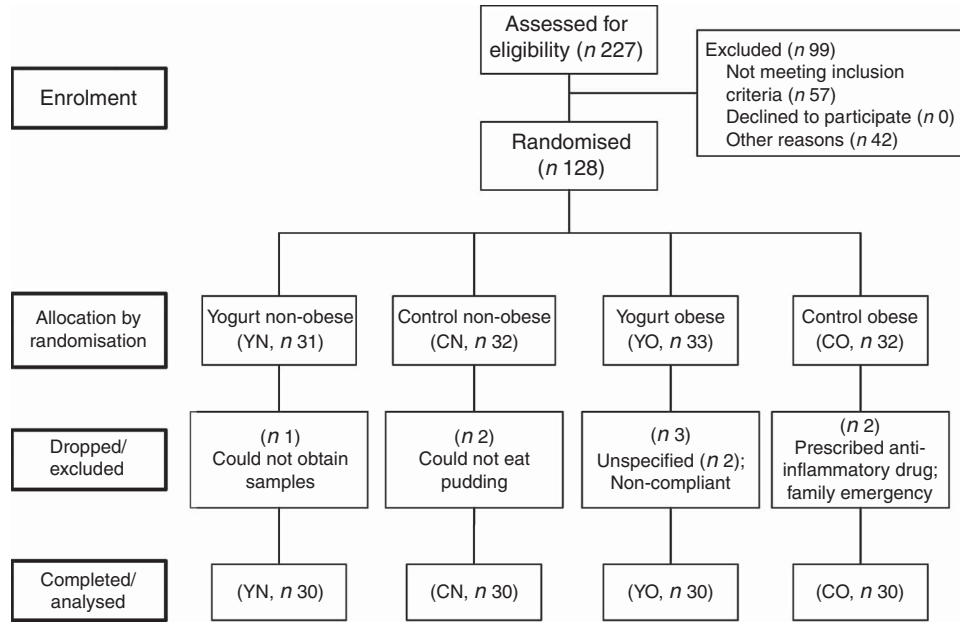 Assessed for
eligibility (n 227)
Excluded (n 99)
Not meeting inclusion
criteria (n 57)
Declined to participate (n 0)
Other reasons (n 42)
Enrolment
Randomised
(n 128)
Allocation by
randomisation
Yogurt non-obese
(YN, n 31)
Control non-obese
(CN, n 32)
Yogurt obese
(YO, n 33)
Control obese
(CO, n 32)
Dropped/
excluded
(n 1)
Could not obtain
samples
(n 2)
Could not eat
pudding
(n 3)
Unspecified (n 2);
Non-compliant
(n 2)
Prescribed anti-
inflammatory drug;
family emergency
Completed/
analysed
(YN, n 30)
(CN, n 30)
(YO, n 30)
(CO, n 30)